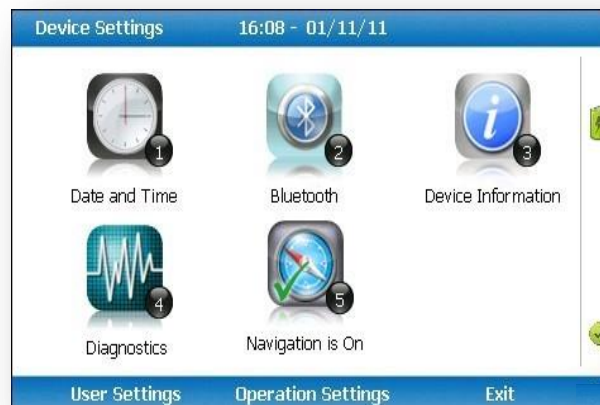 Device Settings 16:08 - 01/11/11
1 2 3
Date and Time Bluetooth Device Information
4 5
Diagnostics Navigation is On
User Settings Operation Settings Exit